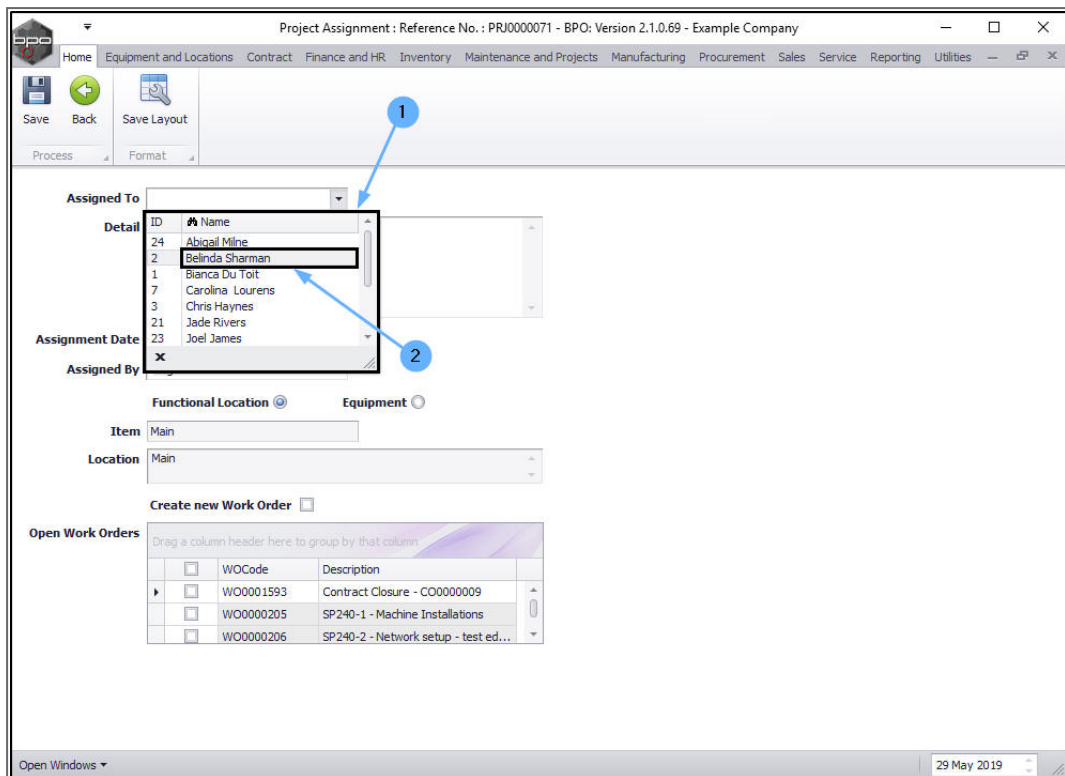 Project Assignment : Reference No. : PRJ0000071 - BPO: Version 2.1.0.69 - Example Company
bpo
Home Equipment and Locations Contract Finance and HR Inventory Maintenance and Projects Manufacturing Procurement Sales Service Reporting Utilities
Save Back Save Layout
Process Format
1
Assigned To
Detail
ID Name
24 Abigail Milne
2 Belinda Sharman
1 Bianca Du Toit
7 Carolina Lourens
3 Chris Haynes
21 Jade Rivers
Assignment Date 23 Joel James
2
Assigned By
Functional Location Equipment
Item Main
Location Main
Create new Work Order
Open Work Orders
Drag a column header here to group by that column
WOCode Description
WO0001593 Contract Closure - CO0000009
WO0000205 SP240-1 - Machine Installations
WO0000206 SP240-2 - Network setup - test ed...
Open Windows 29 May 2019